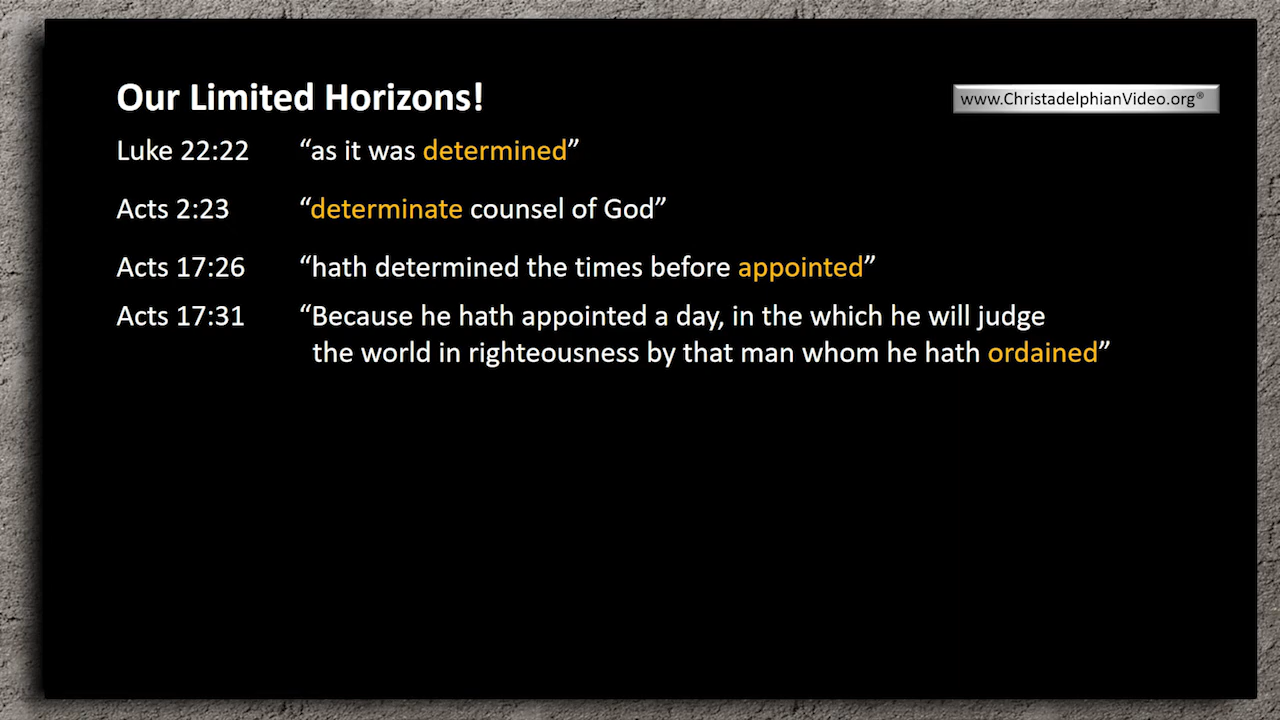 Our Limited Horizons!
www.ChristadelphianVideo.org®
Luke 22:22 “as it was determined”
Acts 2:23 “determinate counsel of God”
Acts 17:26 “hath determined the times before appointed”
Acts 17:31 “Because he hath appointed a day, in the which he will judge
the world in righteousness by that man whom he hath ordained”